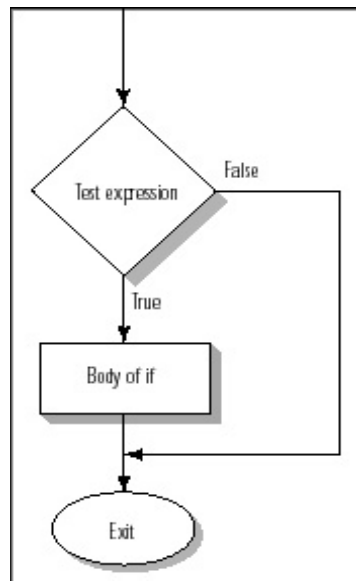 Test expression
False
True
Body of if
Exit